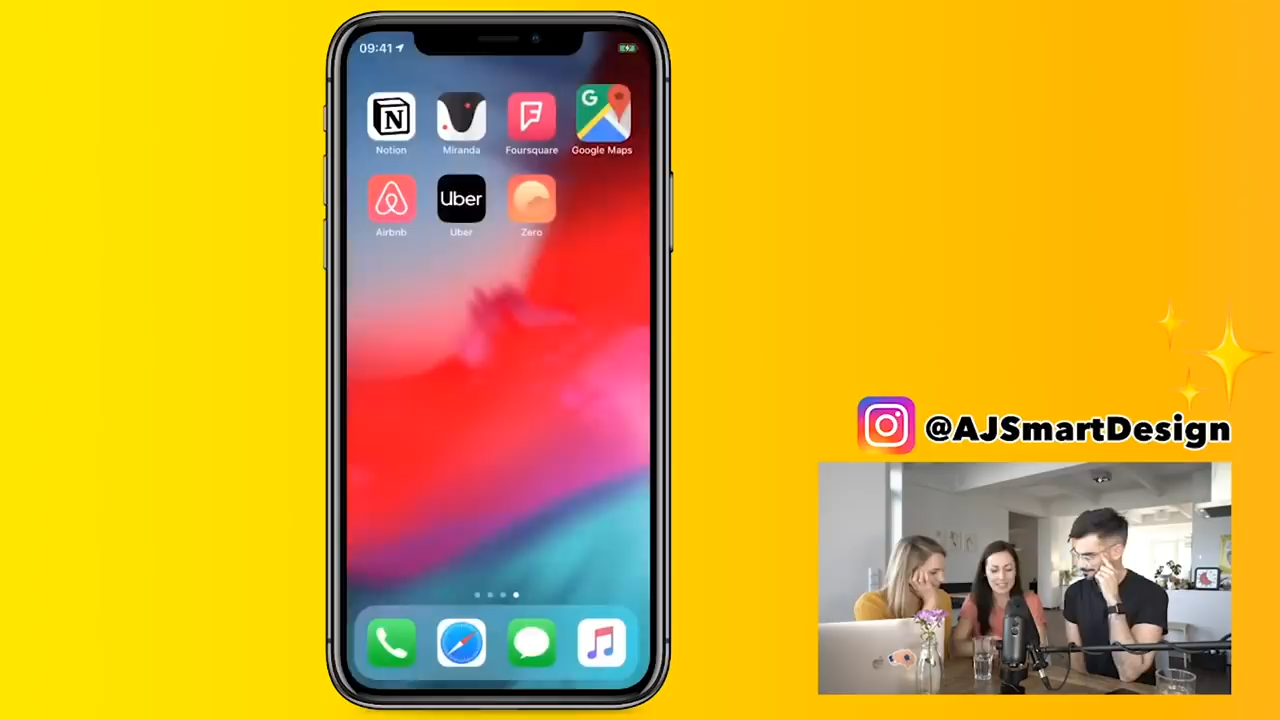 09:41
N
G
Notion
Miranda
Foursquare
Google Maps
Uber
Airbnb
Uber
Zero
@AJSmartDesign